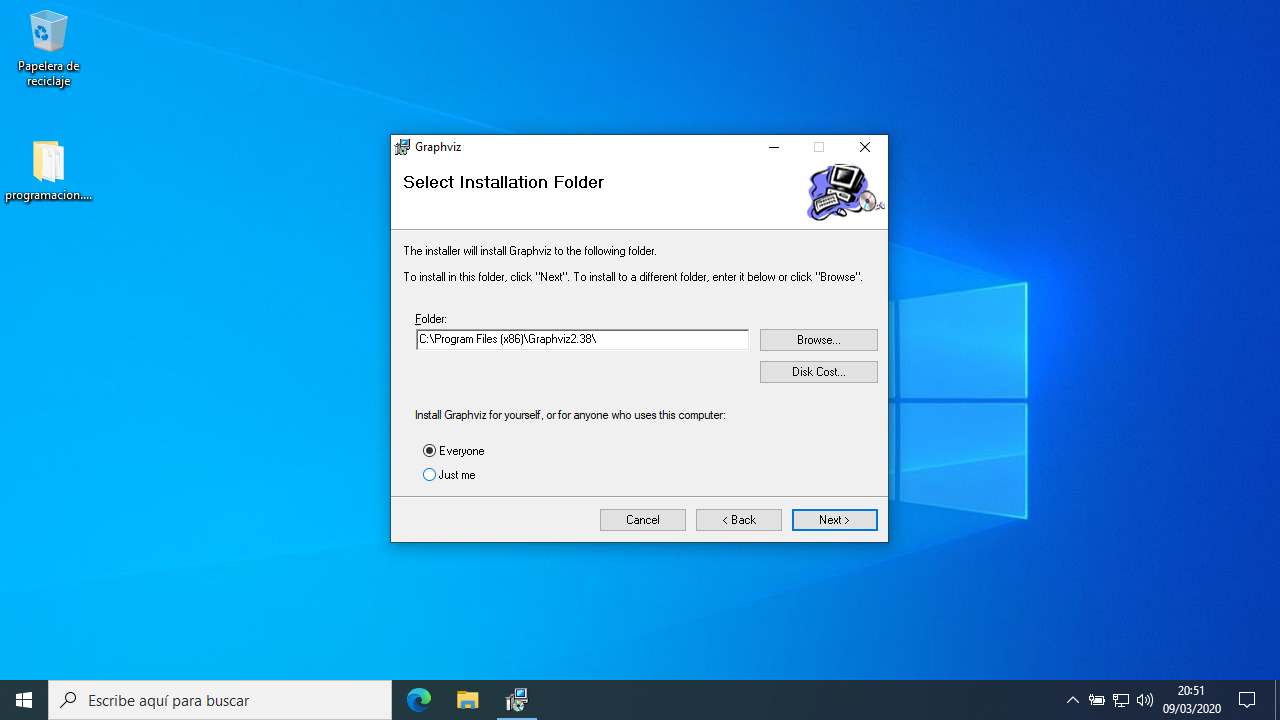 Papelera de
reciclaje
programacion....
Graphviz
Select Installation Folder
The installer will install Graphviz to the following folder.
To install in this folder, click "Next". To install to a different folder, enter it below or click "Browse".
Folder:
C:\Program Files (x86)\Graphviz2.38\
Browse...
Disk Cost...
Install Graphviz for yourself, or for anyone who uses this computer:
Everyone
Just me
Cancel
< Back
Next >
Escribe aquí para buscar
20:51
09/03/2020